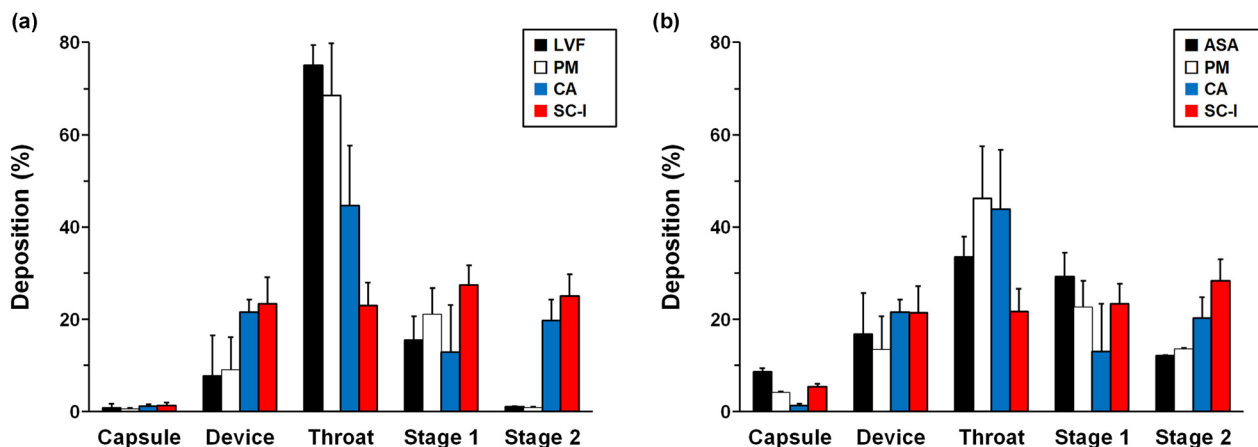 (a)
Deposition (%)
80
60
40
20
0
LVF
PM
CA
SC-I
Capsule Device Throat Stage 1 Stage 2
(b)
Deposition (%)
80
60
40
20
0
ASA
PM
CA
SC-I
Capsule Device Throat Stage 1 Stage 2